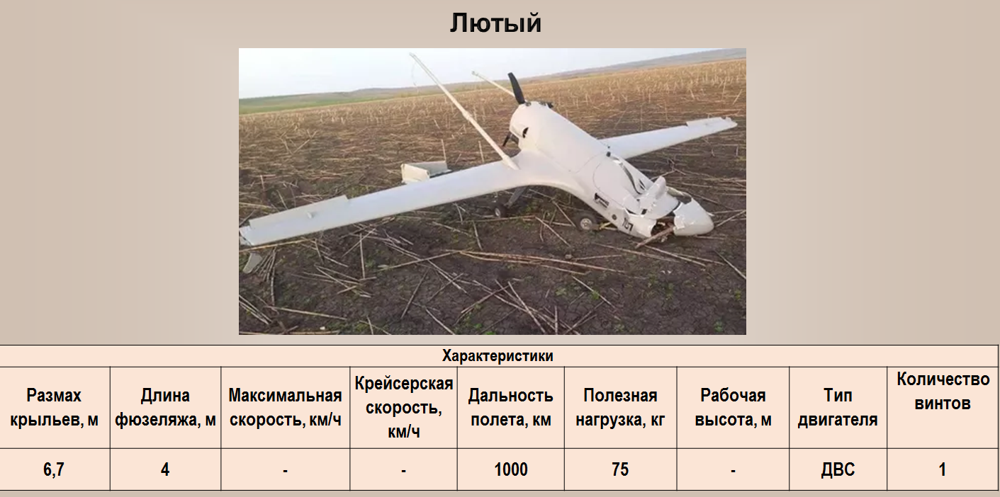 Лютый
Характеристики
Размах
крыльев, м
Длина
фюзеляжа, м
Максимальная
скорость, км/ч
Крейсерская
скорость,
км/ч
Дальность
полета, км
Полезная
нагрузка, кг
Рабочая
высота, м
Тип
двигателя
Количество
винтов
6,7
4
-
-
1000
75
-
ДВС
1